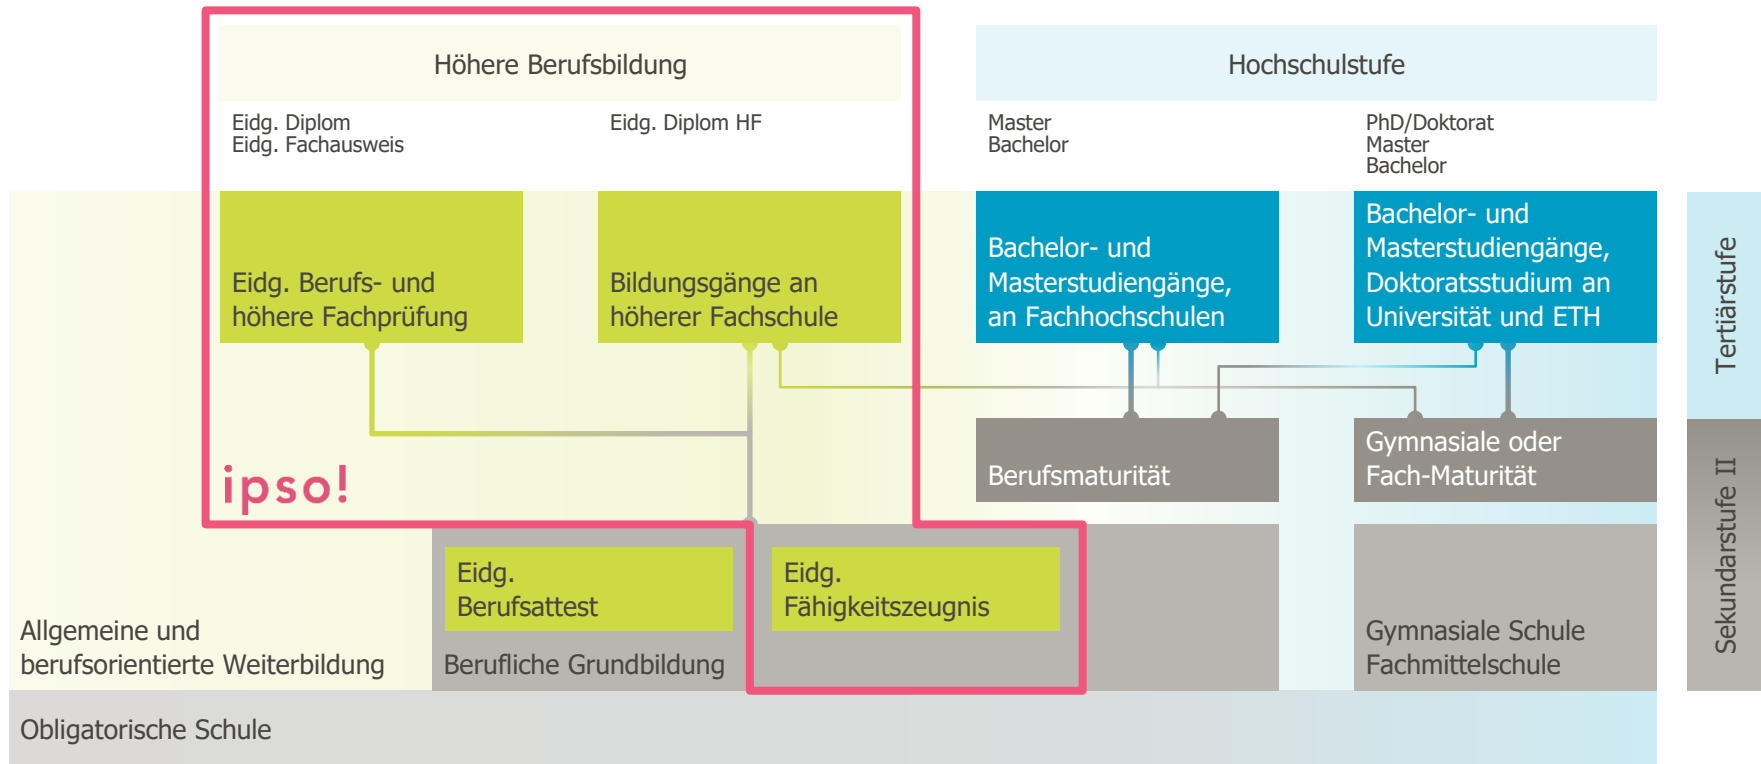 Höhere Berufsbildung
Hochschulstufe
Eidg. Diplom
Eidg. Fachausweis
Eidg. Diplom HF
Master
Bachelor
PhD/Doktorat
Master
Bachelor
Eidg. Berufs- und
höhere Fachprüfung
Bildungsgänge an
höherer Fachschule
Bachelor- und
Masterstudiengänge,
an Fachhochschulen
Bachelor- und
Masterstudiengänge,
Doktoratsstudium an
Universität und ETH
Tertiärstufe
ipso!
Berufsmaturität
Gymnasiale oder
Fach-Maturität
Sekundarstufe II
Eidg.
Berufsattest
Eidg.
Fähigkeitszeugnis
Allgemeine und
berufsorientierte Weiterbildung
Berufliche Grundbildung
Gymnasiale Schule
Fachmittelschule
Obligatorische Schule